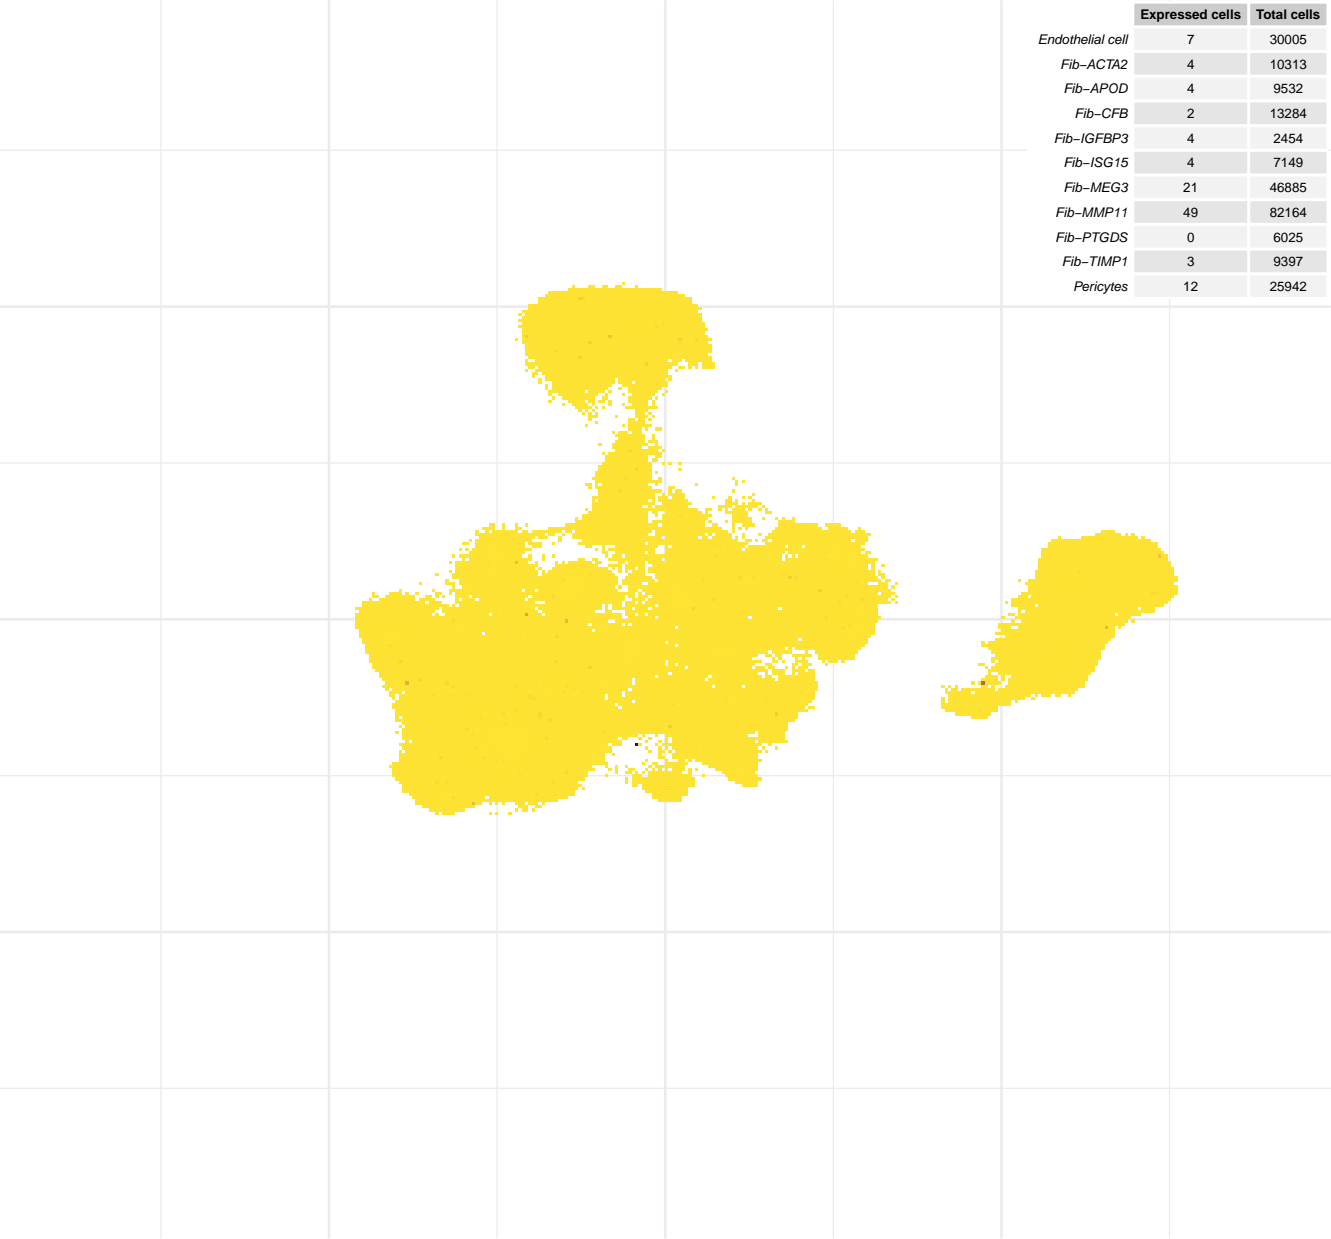 Expressed cells Total cells
Endothelial cell 7 30005
Fib−ACTA2 4 10313
Fib−APOD 4 9532
Fib−CFB 2 13284
Fib−IGFBP3 4 2454
Fib−ISG15 4 7149
Fib−MEG3 21 46885
Fib−MMP11 49 82164
Fib−PTGDS 0 6025
Fib−TIMP1 3 9397
Pericytes 12 25942